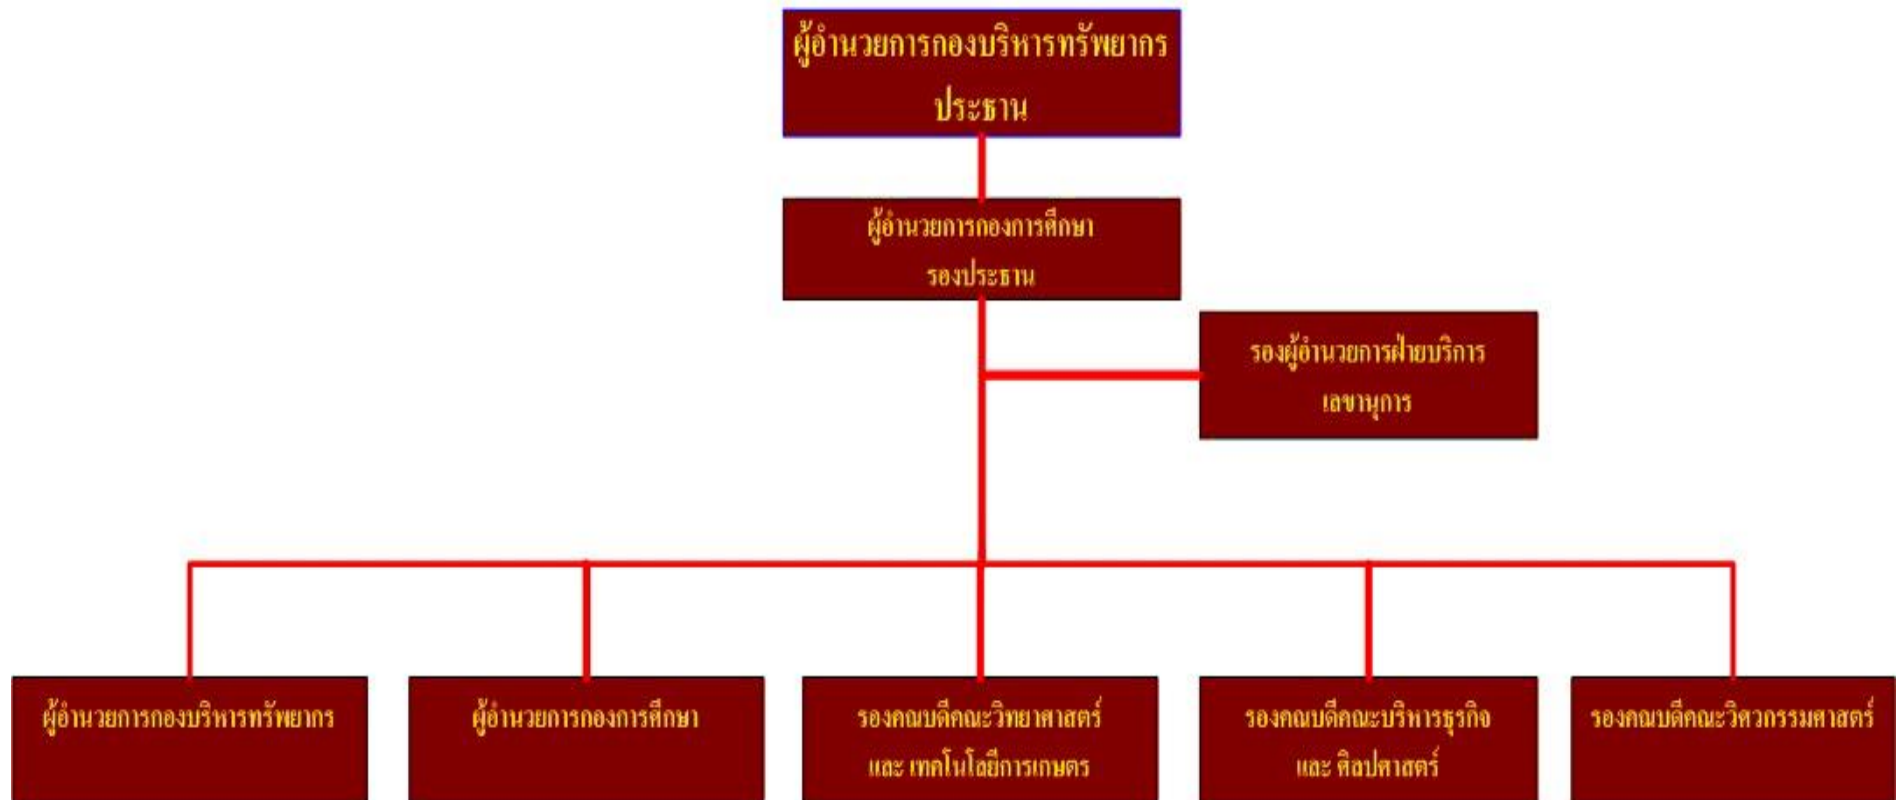 ผู้อำนวยการกองบริหารทรัพยากร
ประธาน
ผู้อำนวยการกองการศึกษา
รองประธาน
รองผู้อำนวยการฝ่ายบริการ
เลขานุการ
ผู้อำนวยการกองบริหารทรัพยากร
ผู้อำนวยการกองการศึกษา
รองคณบดีคณะวิทยาศาสตร์
และ เทคโนโลยีการเกษตร
รองคณบดีคณะบริหารธุรกิจ
และ ศิลปศาสตร์
รองคณบดีคณะวิศวกรรมศาสตร์